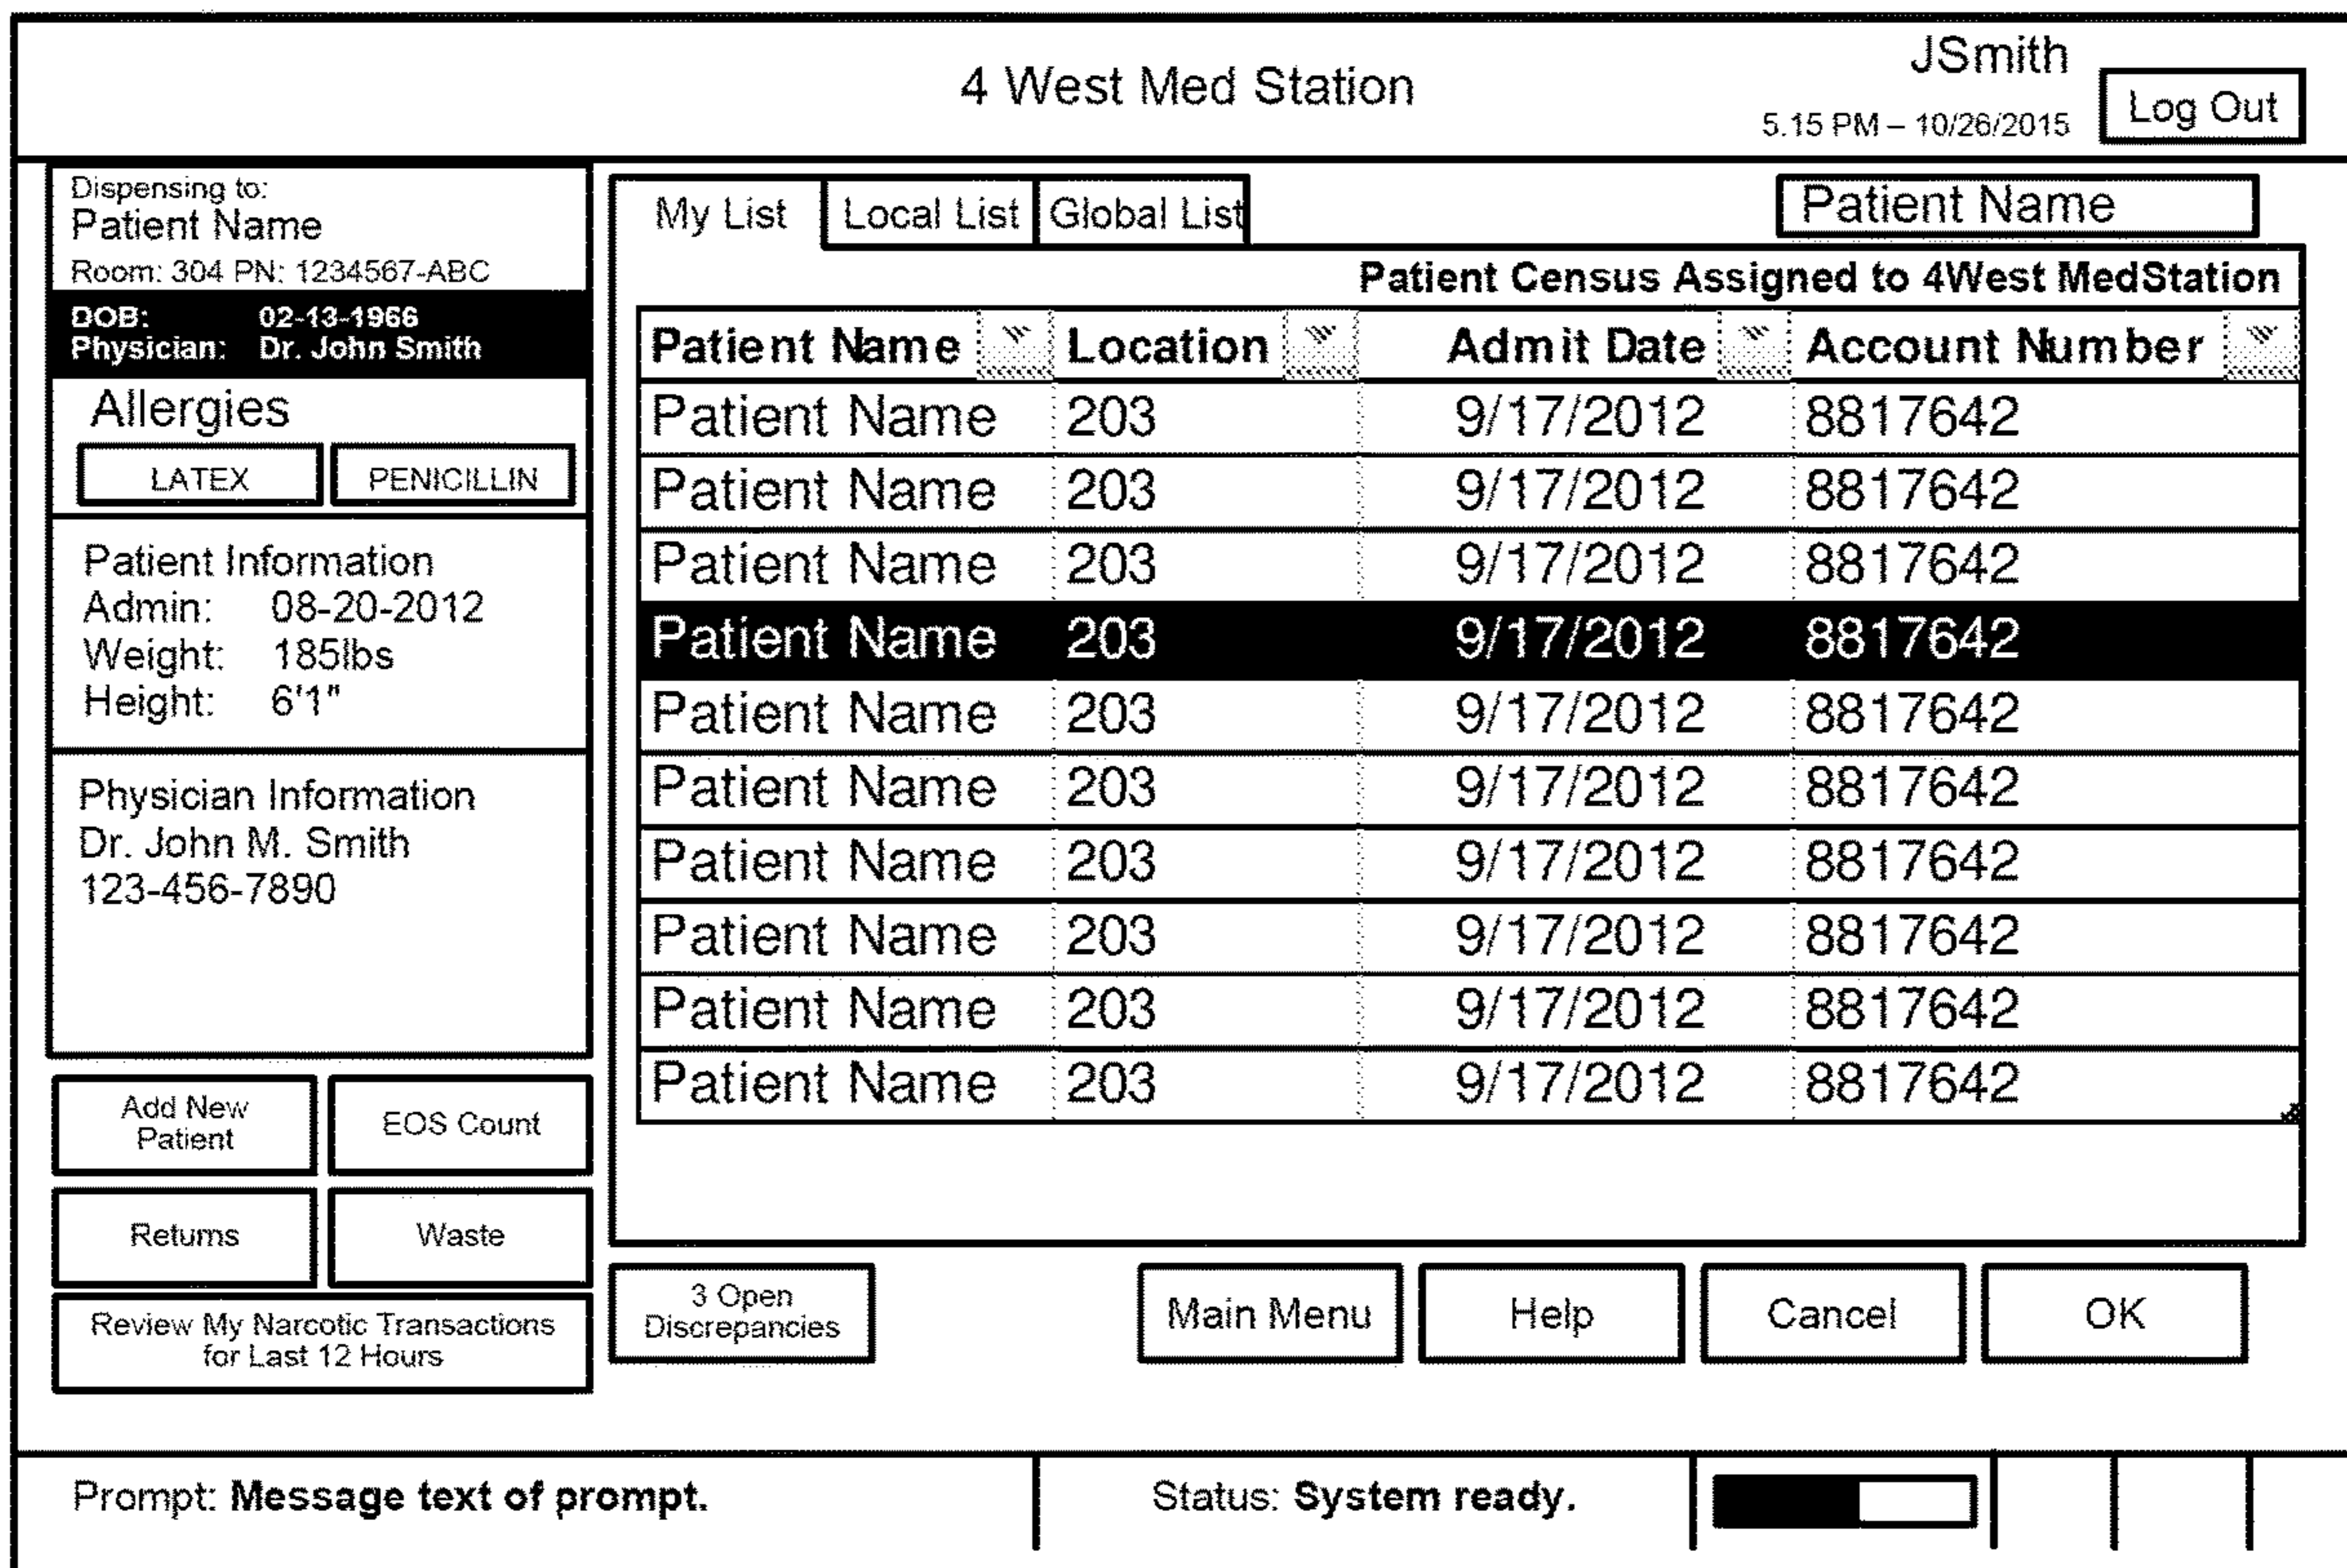 4 West Med Station
JSmith
5.15 PM – 10/26/2015
Log Out
Dispensing to:
Patient Name
Room: 304 PN: 1234567-ABC
DOB: 02-13-1966
Physician: Dr. John Smith
Allergies
LATEX PENICILLIN
Patient Information
Admin: 08-20-2012
Weight: 185lbs
Height: 6'1"
Physician Information
Dr. John M. Smith
123-456-7890
Add New
Patient
EOS Count
Returns
Waste
Review My Narcotic Transactions
for Last 12 Hours
My List Local List Global List
Patient Name
Patient Census Assigned to 4West MedStation
Patient Name Location Admit Date Account Number
Patient Name 203 9/17/2012 8817642
Patient Name 203 9/17/2012 8817642
Patient Name 203 9/17/2012 8817642
Patient Name 203 9/17/2012 8817642
Patient Name 203 9/17/2012 8817642
Patient Name 203 9/17/2012 8817642
Patient Name 203 9/17/2012 8817642
Patient Name 203 9/17/2012 8817642
Patient Name 203 9/17/2012 8817642
Patient Name 203 9/17/2012 8817642
3 Open
Discrepancies
Main Menu
Help
Cancel
OK
Prompt: Message text of prompt.
Status: System ready.